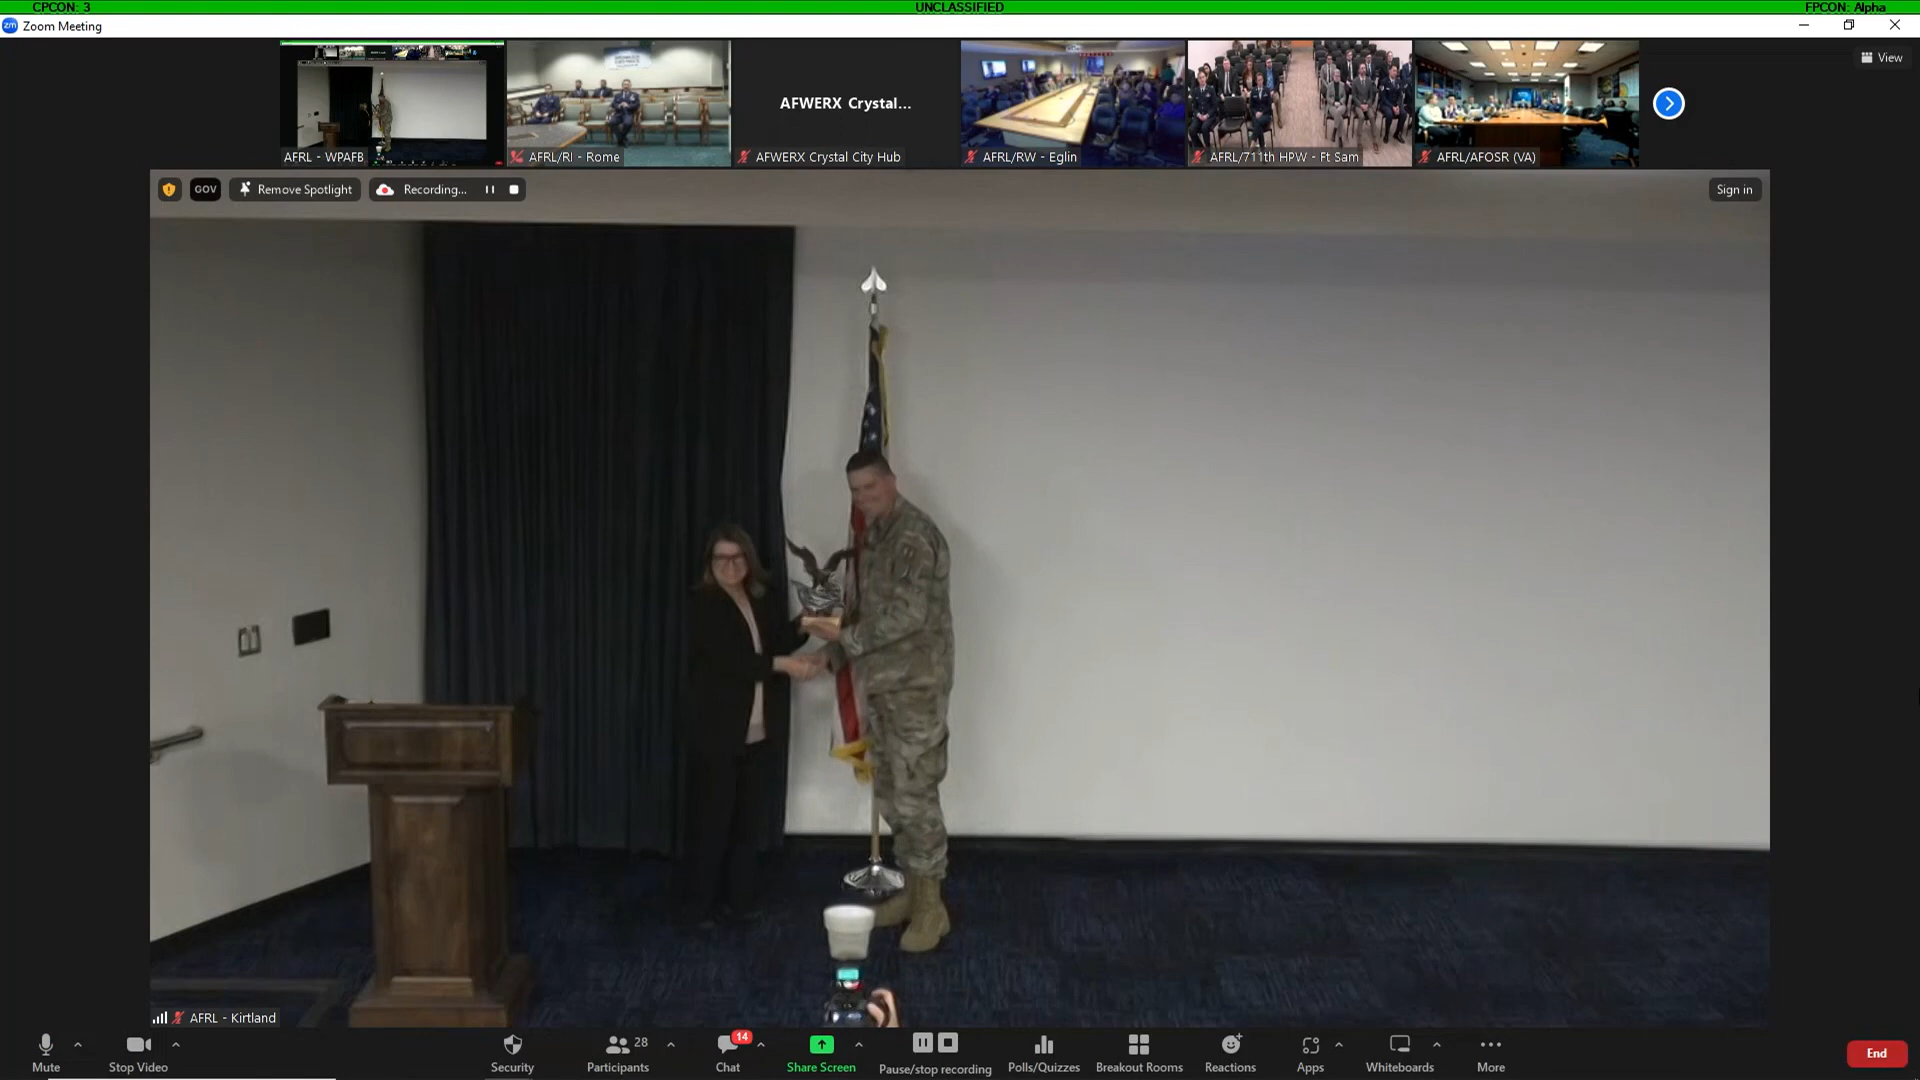 CPCON: 3
UNCLASSIFIED
FPCON: Alpha
zm
Zoom Meeting
View
AFWERX Crystal...
AFRL - WPAFB
AFRL/RI - Rome
AFWERX Crystal City Hub
AFRL/RW - Eglin
AFRL/711th HPW - Ft Sam
AFRL/AFOSR (VA)
GOV
Remove Spotlight
Recording...
Sign in
AFRL - Kirtland
28
14
Mute
Stop Video
Security
Participants
Chat
Share Screen
Pause/stop recording
Polls/Quizzes
Breakout Rooms
Reactions
Apps
Whiteboards
More
End